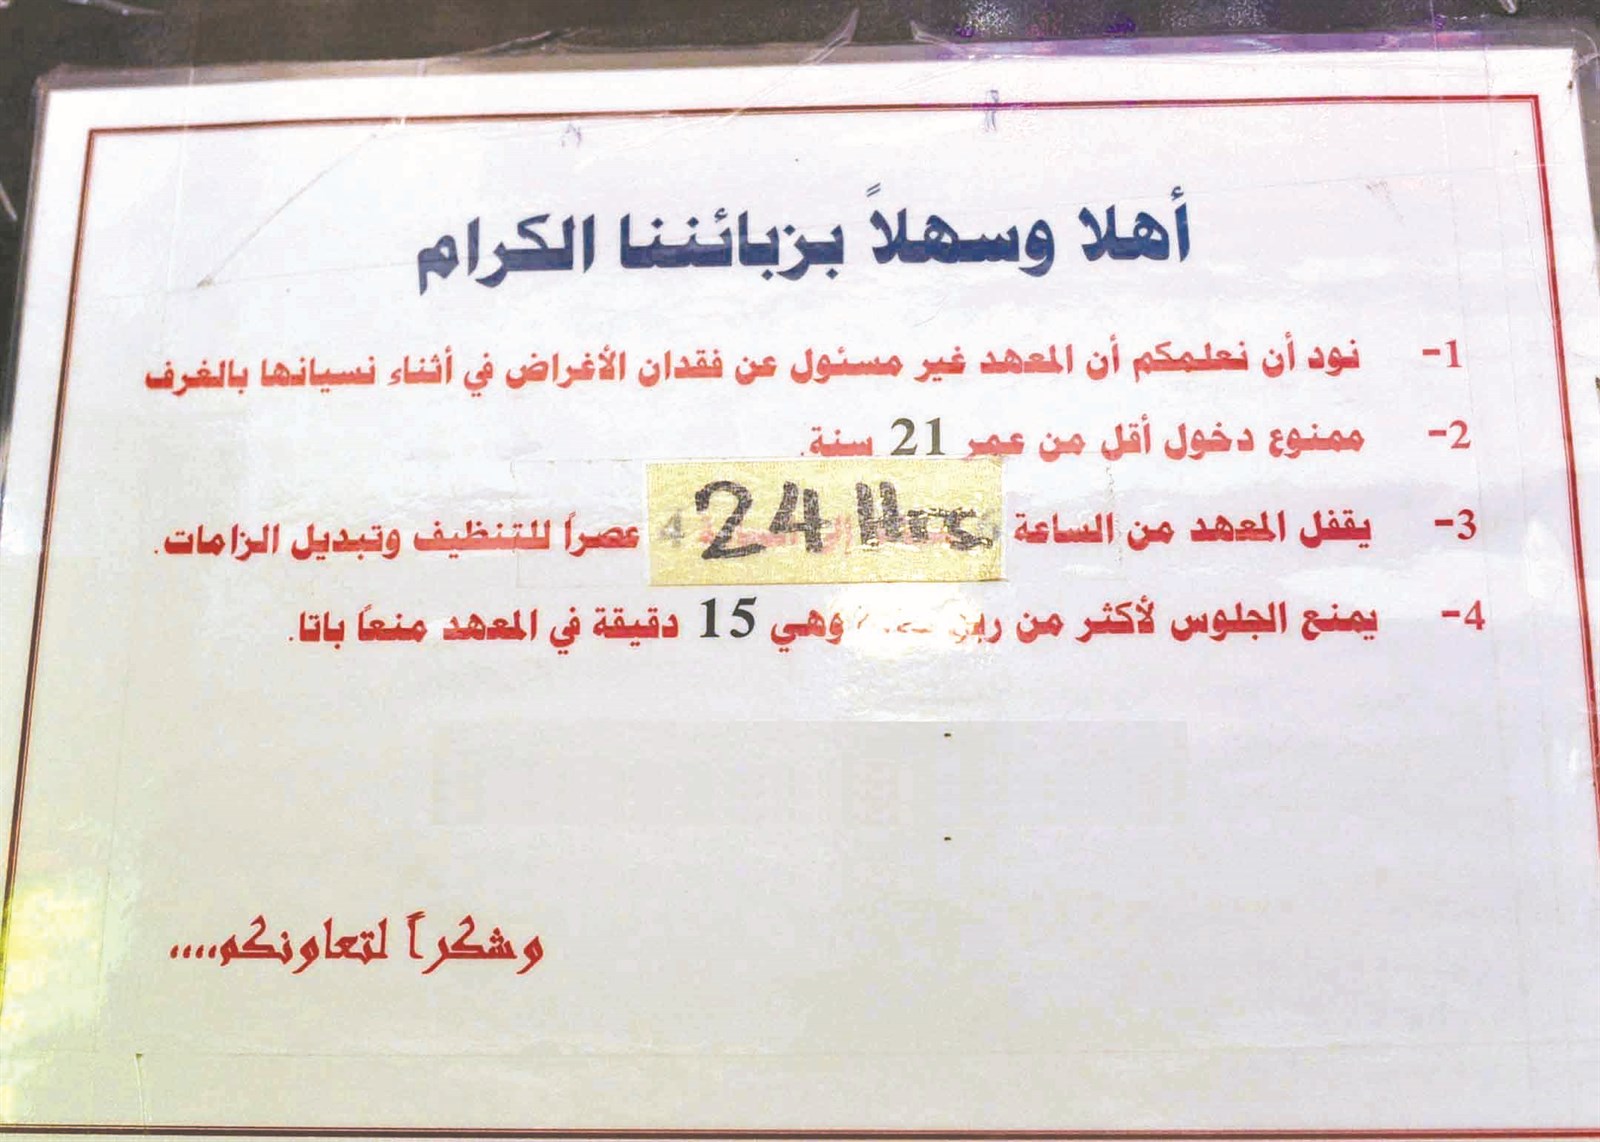 أهلا وسهلاً بزبائننا الكرام
1- نود أن نعلمكم أن المعهد غير مسئول عن فقدان الأغراض في أثناء نسيانها بالغرف
2- ممنوع دخول أقل من عمر 21 سنة.
3- يقفل المعهد من الساعة 24 Hrs عصراً للتنظيف وتبديل الزامات.
4- يمنع الجلوس لأكثر من وهي 15 دقيقة في المعهد منعاً باتا.
وشكراً لتعاونكم....